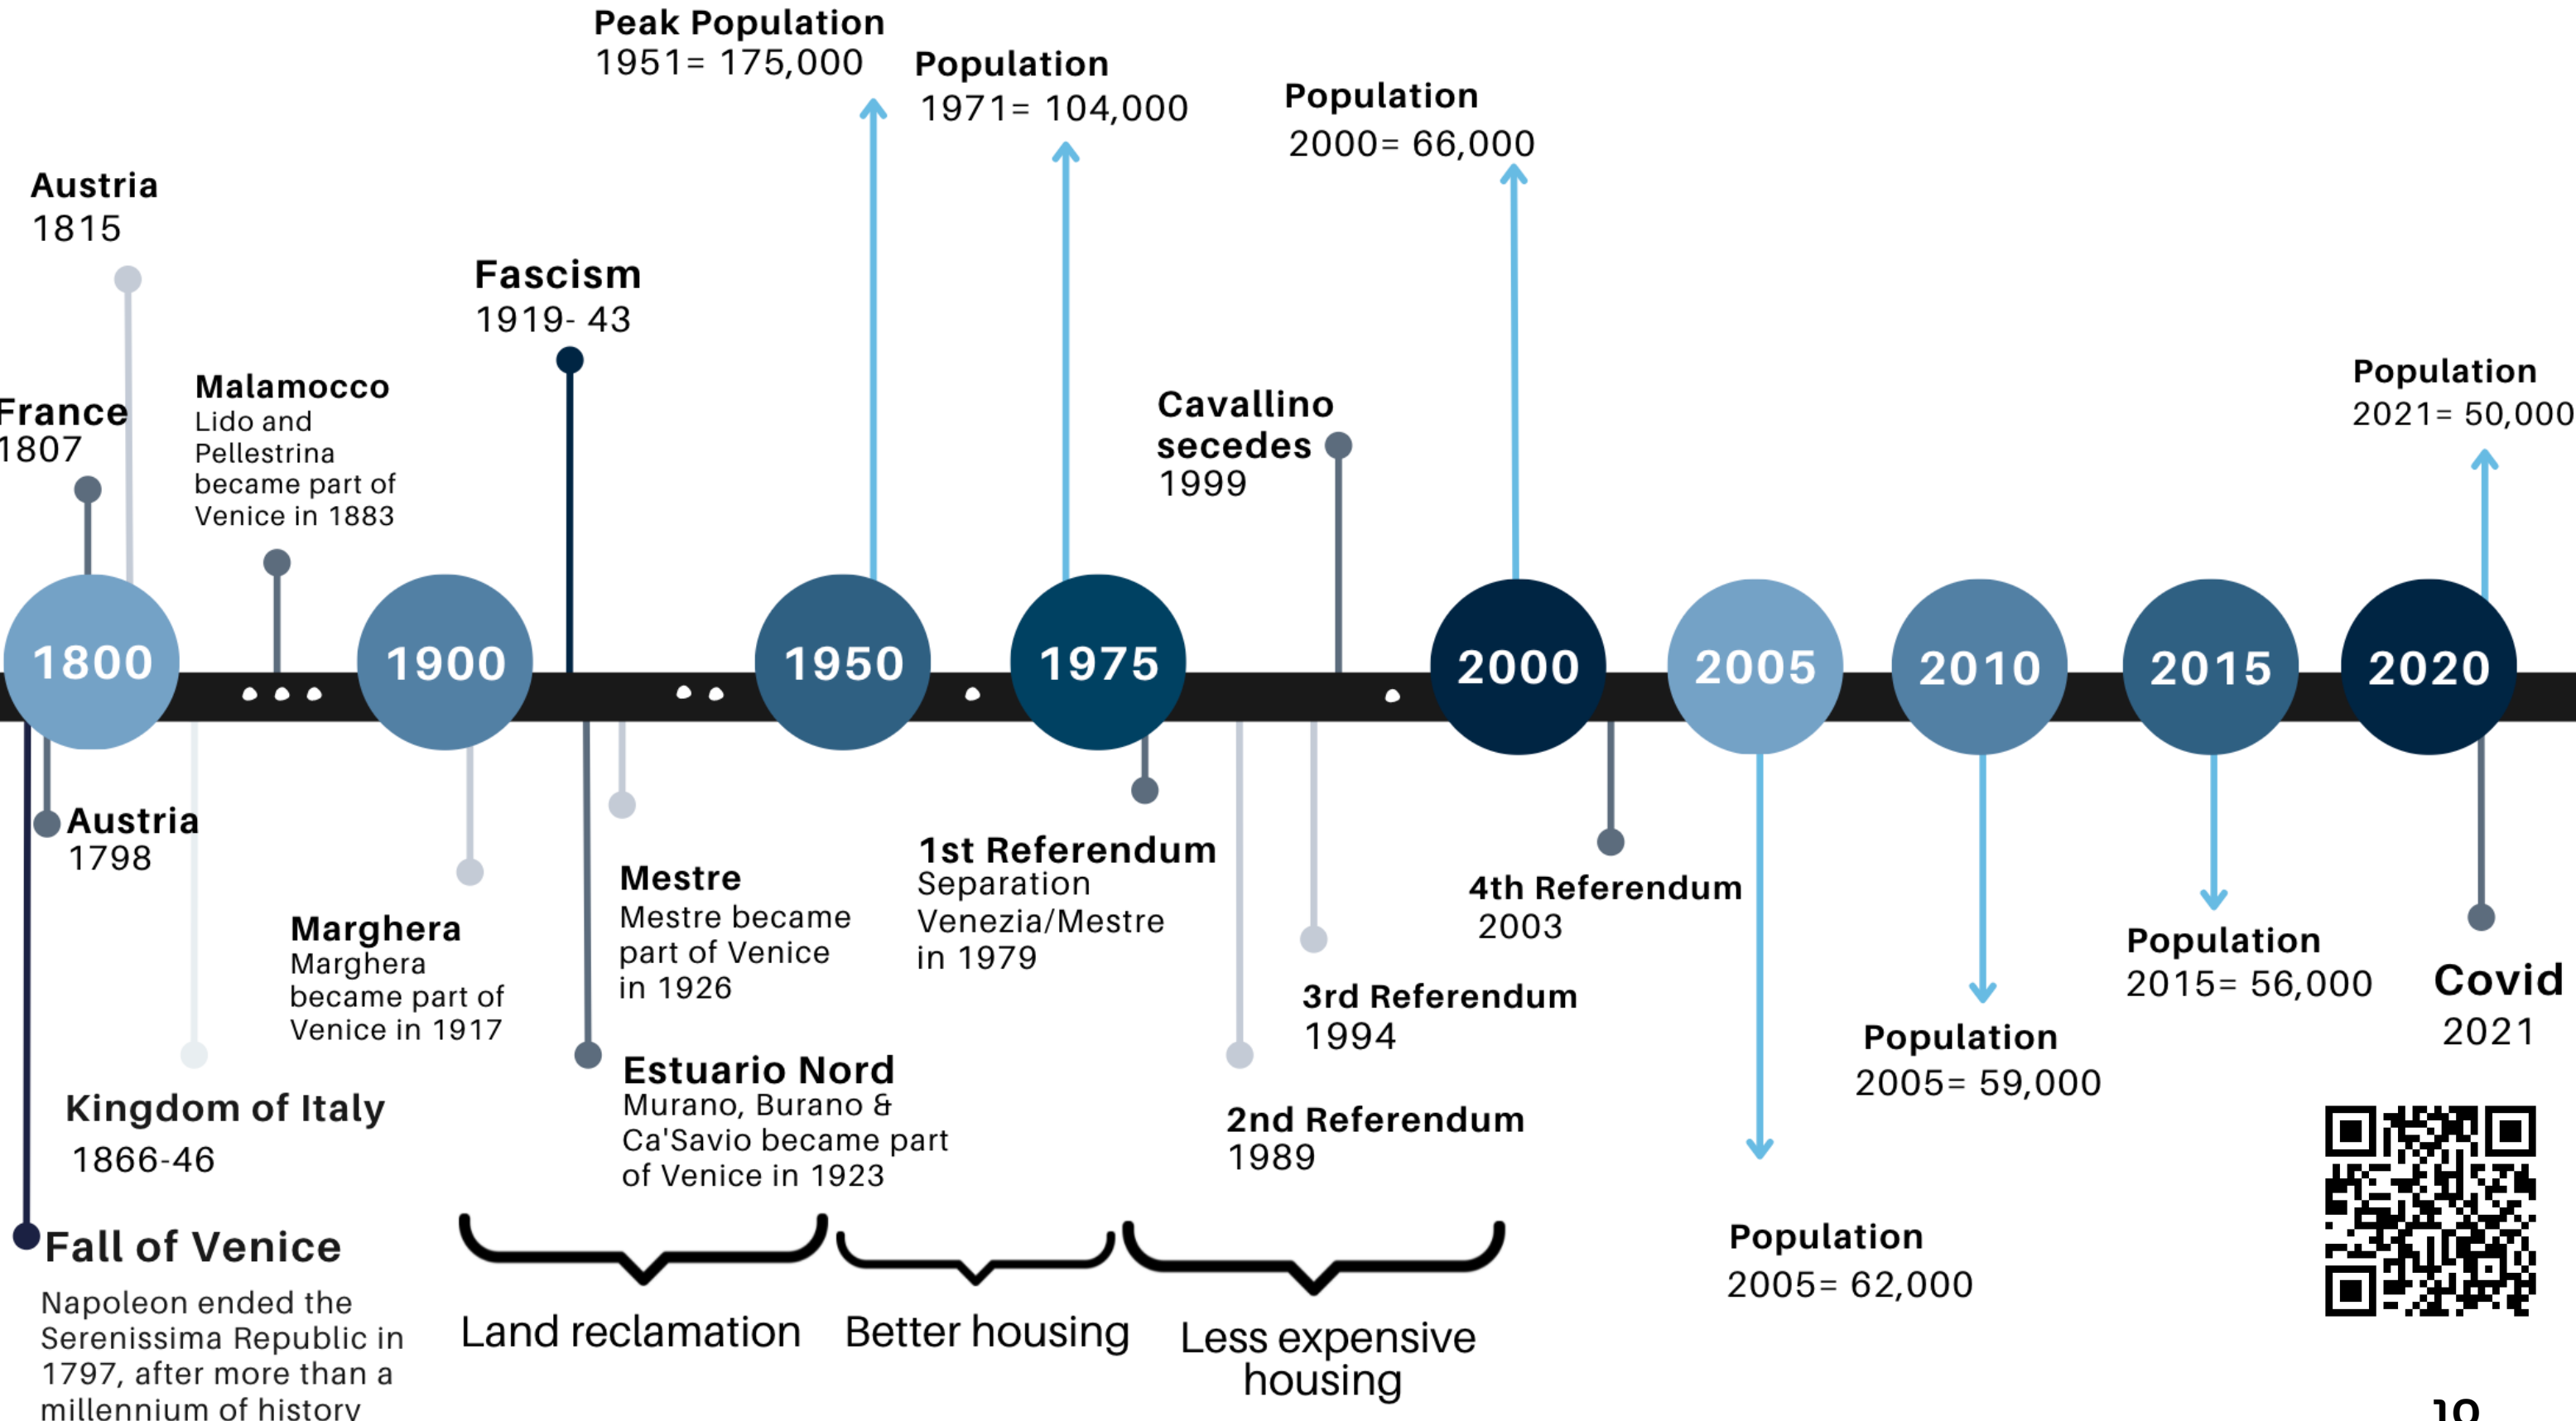 Peak Population
1951= 175,000
Population
1971= 104,000
Population
2000= 66,000
Austria
1815
Fascism
1919- 43
France
1807
Malamocco
Lido and
Pellestrina
became part of
Venice in 1883
Cavallino
secedes
1999
Population
2021= 50,000
1800
1900
1950
1975
2000
2005
2010
2015
2020
Austria
1798
Marghera
Marghera
became part of
Venice in 1917
Mestre
Mestre became
part of Venice
in 1926
1st Referendum
Separation
Venezia/Mestre
in 1979
4th Referendum
2003
3rd Referendum
1994
Population
2015= 56,000
Covid
2021
Population
2005= 59,000
Kingdom of Italy
1866-46
Estuario Nord
Murano, Burano &
Ca'Savio became part
of Venice in 1923
2nd Referendum
1989
Population
2005= 62,000
Fall of Venice
Napoleon ended the
Serenissima Republic in
1797, after more than a
millennium of history
Land reclamation
Better housing
Less expensive
housing